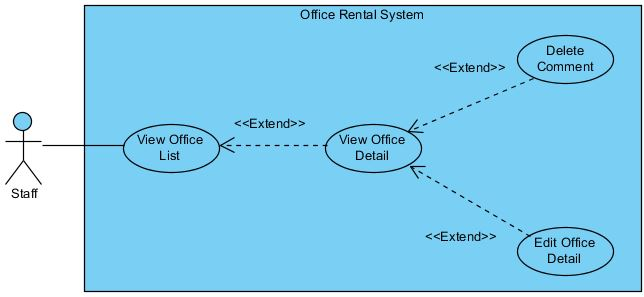 Office Rental System
Delete
Comment
<<Extend>>
<<Extend>>
View Office
List
View Office
Detail
Staff
<<Extend>>
Edit Office
Detail